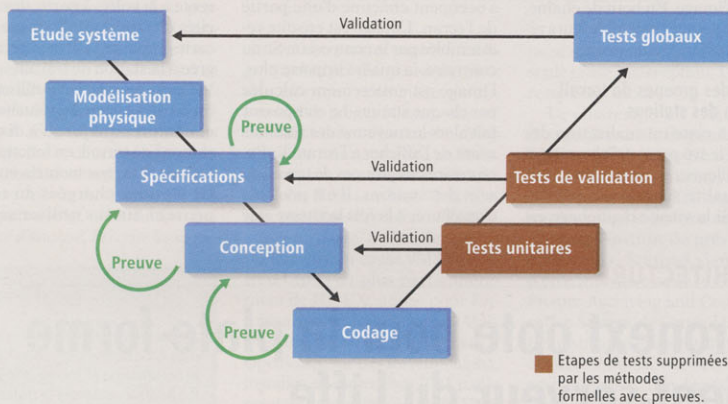 Validation
Etude système
Tests globaux
Modélisation
physique
Preuve
Validation
Spécifications
Tests de validation
Validation
Conception
Tests unitaires
Preuve
Preuve
Codage
Etapes de tests supprimées
par les méthodes
formelles avec preuves.